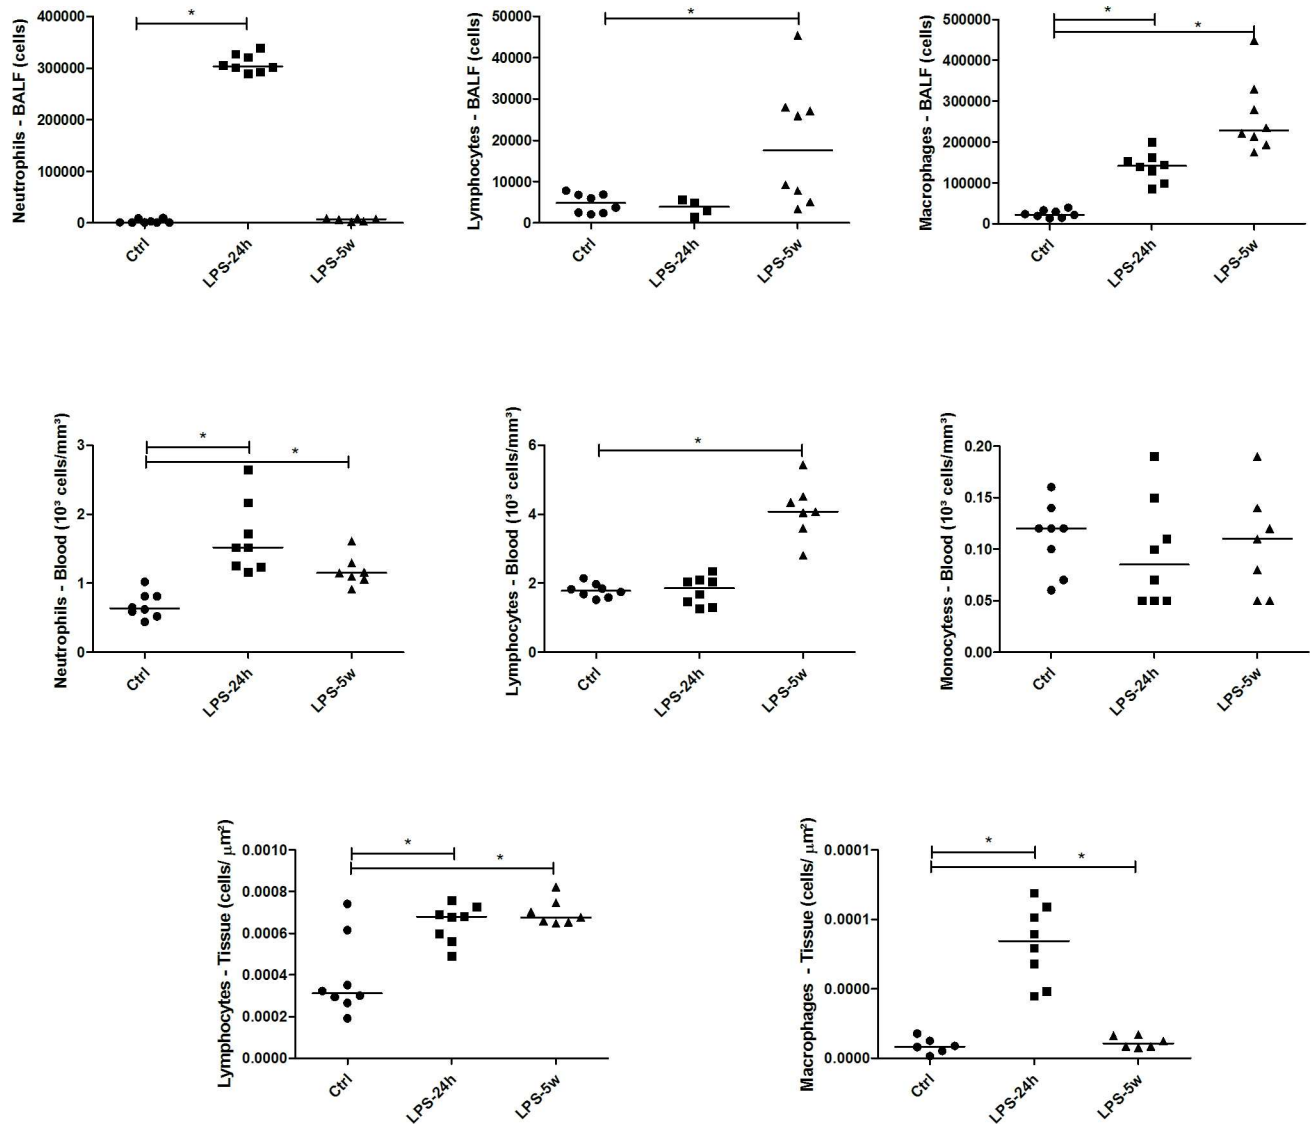 Neutrophils - BALF (cells)
400000
300000
200000
100000
0
*
Ctrl
LPS-24h
LPS-5w
Lymphocytes - BALF (cells)
50000
40000
30000
20000
10000
0
*
Ctrl
LPS-24h
LPS-5w
Macrophages - BALF (cells)
500000
400000
300000
200000
100000
0
*
*
Ctrl
LPS-24h
LPS-5w
Neutrophils - Blood (10³ cells/mm³)
3
2
1
0
*
*
Ctrl
LPS-24h
LPS-5w
Lymphocytes - Blood (10³ cells/mm³)
6
4
2
0
*
Ctrl
LPS-24h
LPS-5w
Monocytess - Blood (10³ cells/mm³)
0.20
0.15
0.10
0.05
0.00
Ctrl
LPS-24h
LPS-5w
Lymphocytes - Tissue (cells/ μm²)
0.0010
0.0008
0.0006
0.0004
0.0002
0.0000
*
*
Ctrl
LPS-24h
LPS-5w
Macrophages - Tissue (cells/ μm²)
0.0001
0.0001
0.0000
0.0000
*
*
Ctrl
LPS-24h
LPS-5w